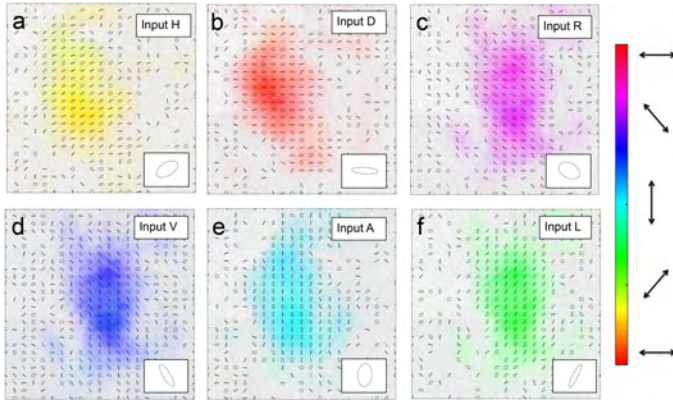 a Input H
b Input D
c Input R
d Input V
e Input A
f Input L